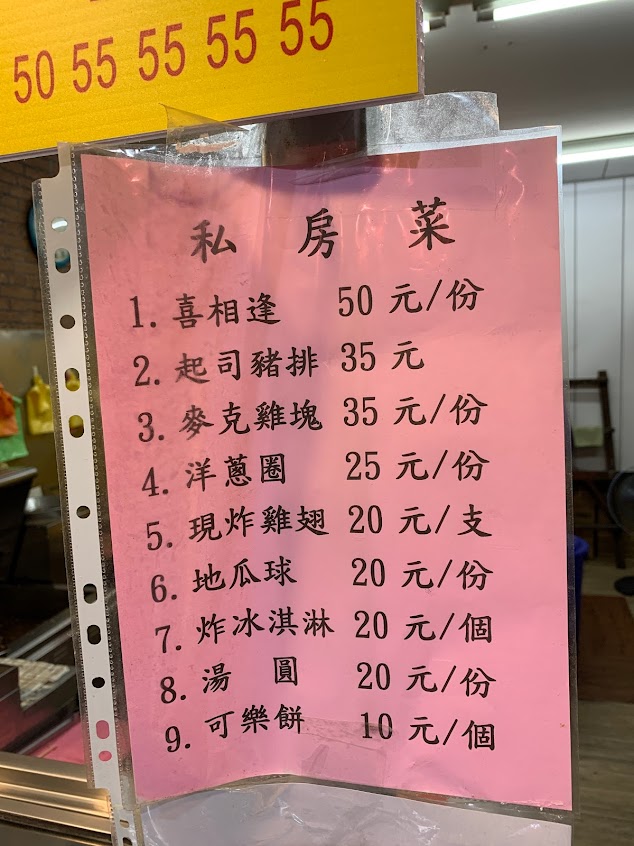 50 55 55 55 55
私房菜
1. 喜相逢 50 元/份
2. 起司豬排 35 元
3. 麥克雞塊 35 元/份
4. 洋蔥圈 25 元/份
5. 現炸雞翅 20 元/支
6. 地瓜球 20 元/份
7. 炸冰淇淋 20 元/個
8. 湯圓 20 元/份
9. 可樂餅 10 元/個